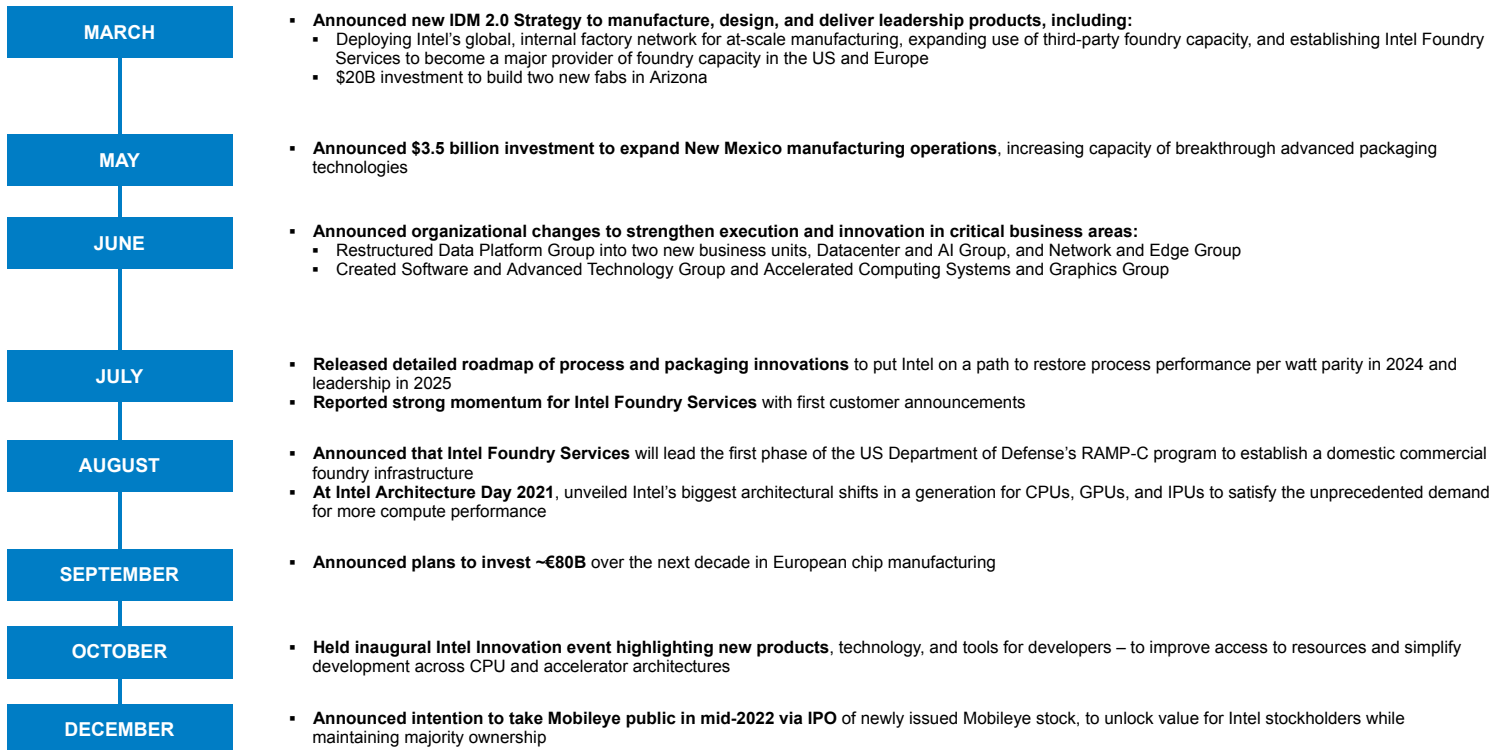 MARCH
▪ Announced new IDM 2.0 Strategy to manufacture, design, and deliver leadership products, including:
▪ Deploying Intel's global, internal factory network for at-scale manufacturing, expanding use of third-party foundry capacity, and establishing Intel Foundry
Services to become a major provider of foundry capacity in the US and Europe
▪ $20B investment to build two new fabs in Arizona
MAY
▪ Announced $3.5 billion investment to expand New Mexico manufacturing operations, increasing capacity of breakthrough advanced packaging
technologies
JUNE
▪ Announced organizational changes to strengthen execution and innovation in critical business areas:
▪ Restructured Data Platform Group into two new business units, Datacenter and AI Group, and Network and Edge Group
▪ Created Software and Advanced Technology Group and Accelerated Computing Systems and Graphics Group
JULY
▪ Released detailed roadmap of process and packaging innovations to put Intel on a path to restore process performance per watt parity in 2024 and
leadership in 2025
▪ Reported strong momentum for Intel Foundry Services with first customer announcements
AUGUST
▪ Announced that Intel Foundry Services will lead the first phase of the US Department of Defense's RAMP-C program to establish a domestic commercial
foundry infrastructure
▪ At Intel Architecture Day 2021, unveiled Intel's biggest architectural shifts in a generation for CPUs, GPUs, and IPUs to satisfy the unprecedented demand
for more compute performance
SEPTEMBER
▪ Announced plans to invest ~€80B over the next decade in European chip manufacturing
OCTOBER
▪ Held inaugural Intel Innovation event highlighting new products, technology, and tools for developers – to improve access to resources and simplify
development across CPU and accelerator architectures
DECEMBER
▪ Announced intention to take Mobileye public in mid-2022 via IPO of newly issued Mobileye stock, to unlock value for Intel stockholders while
maintaining majority ownership